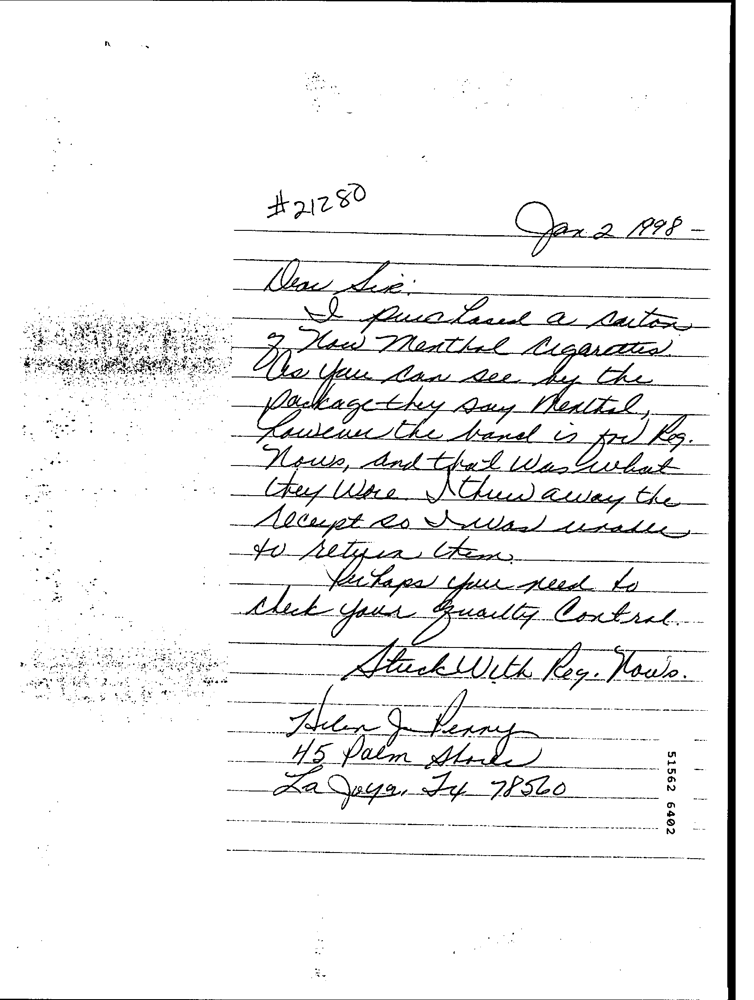 #21280
Jan 2 1998 -
Dear Sir:
I purchased a carton
of Now Menthol Cigarettes
As you can see by the
package they say Menthol,
however the band is for Reg.
Nows, and that was what
they were. I threw away the
receipt so I was unable
to return them.
Perhaps you need to
check your quailty Control.
Stuck With Reg. Now's.
Helen J. Penny
45 Palm Shores
La Joya, Tx 78560
51562 6402